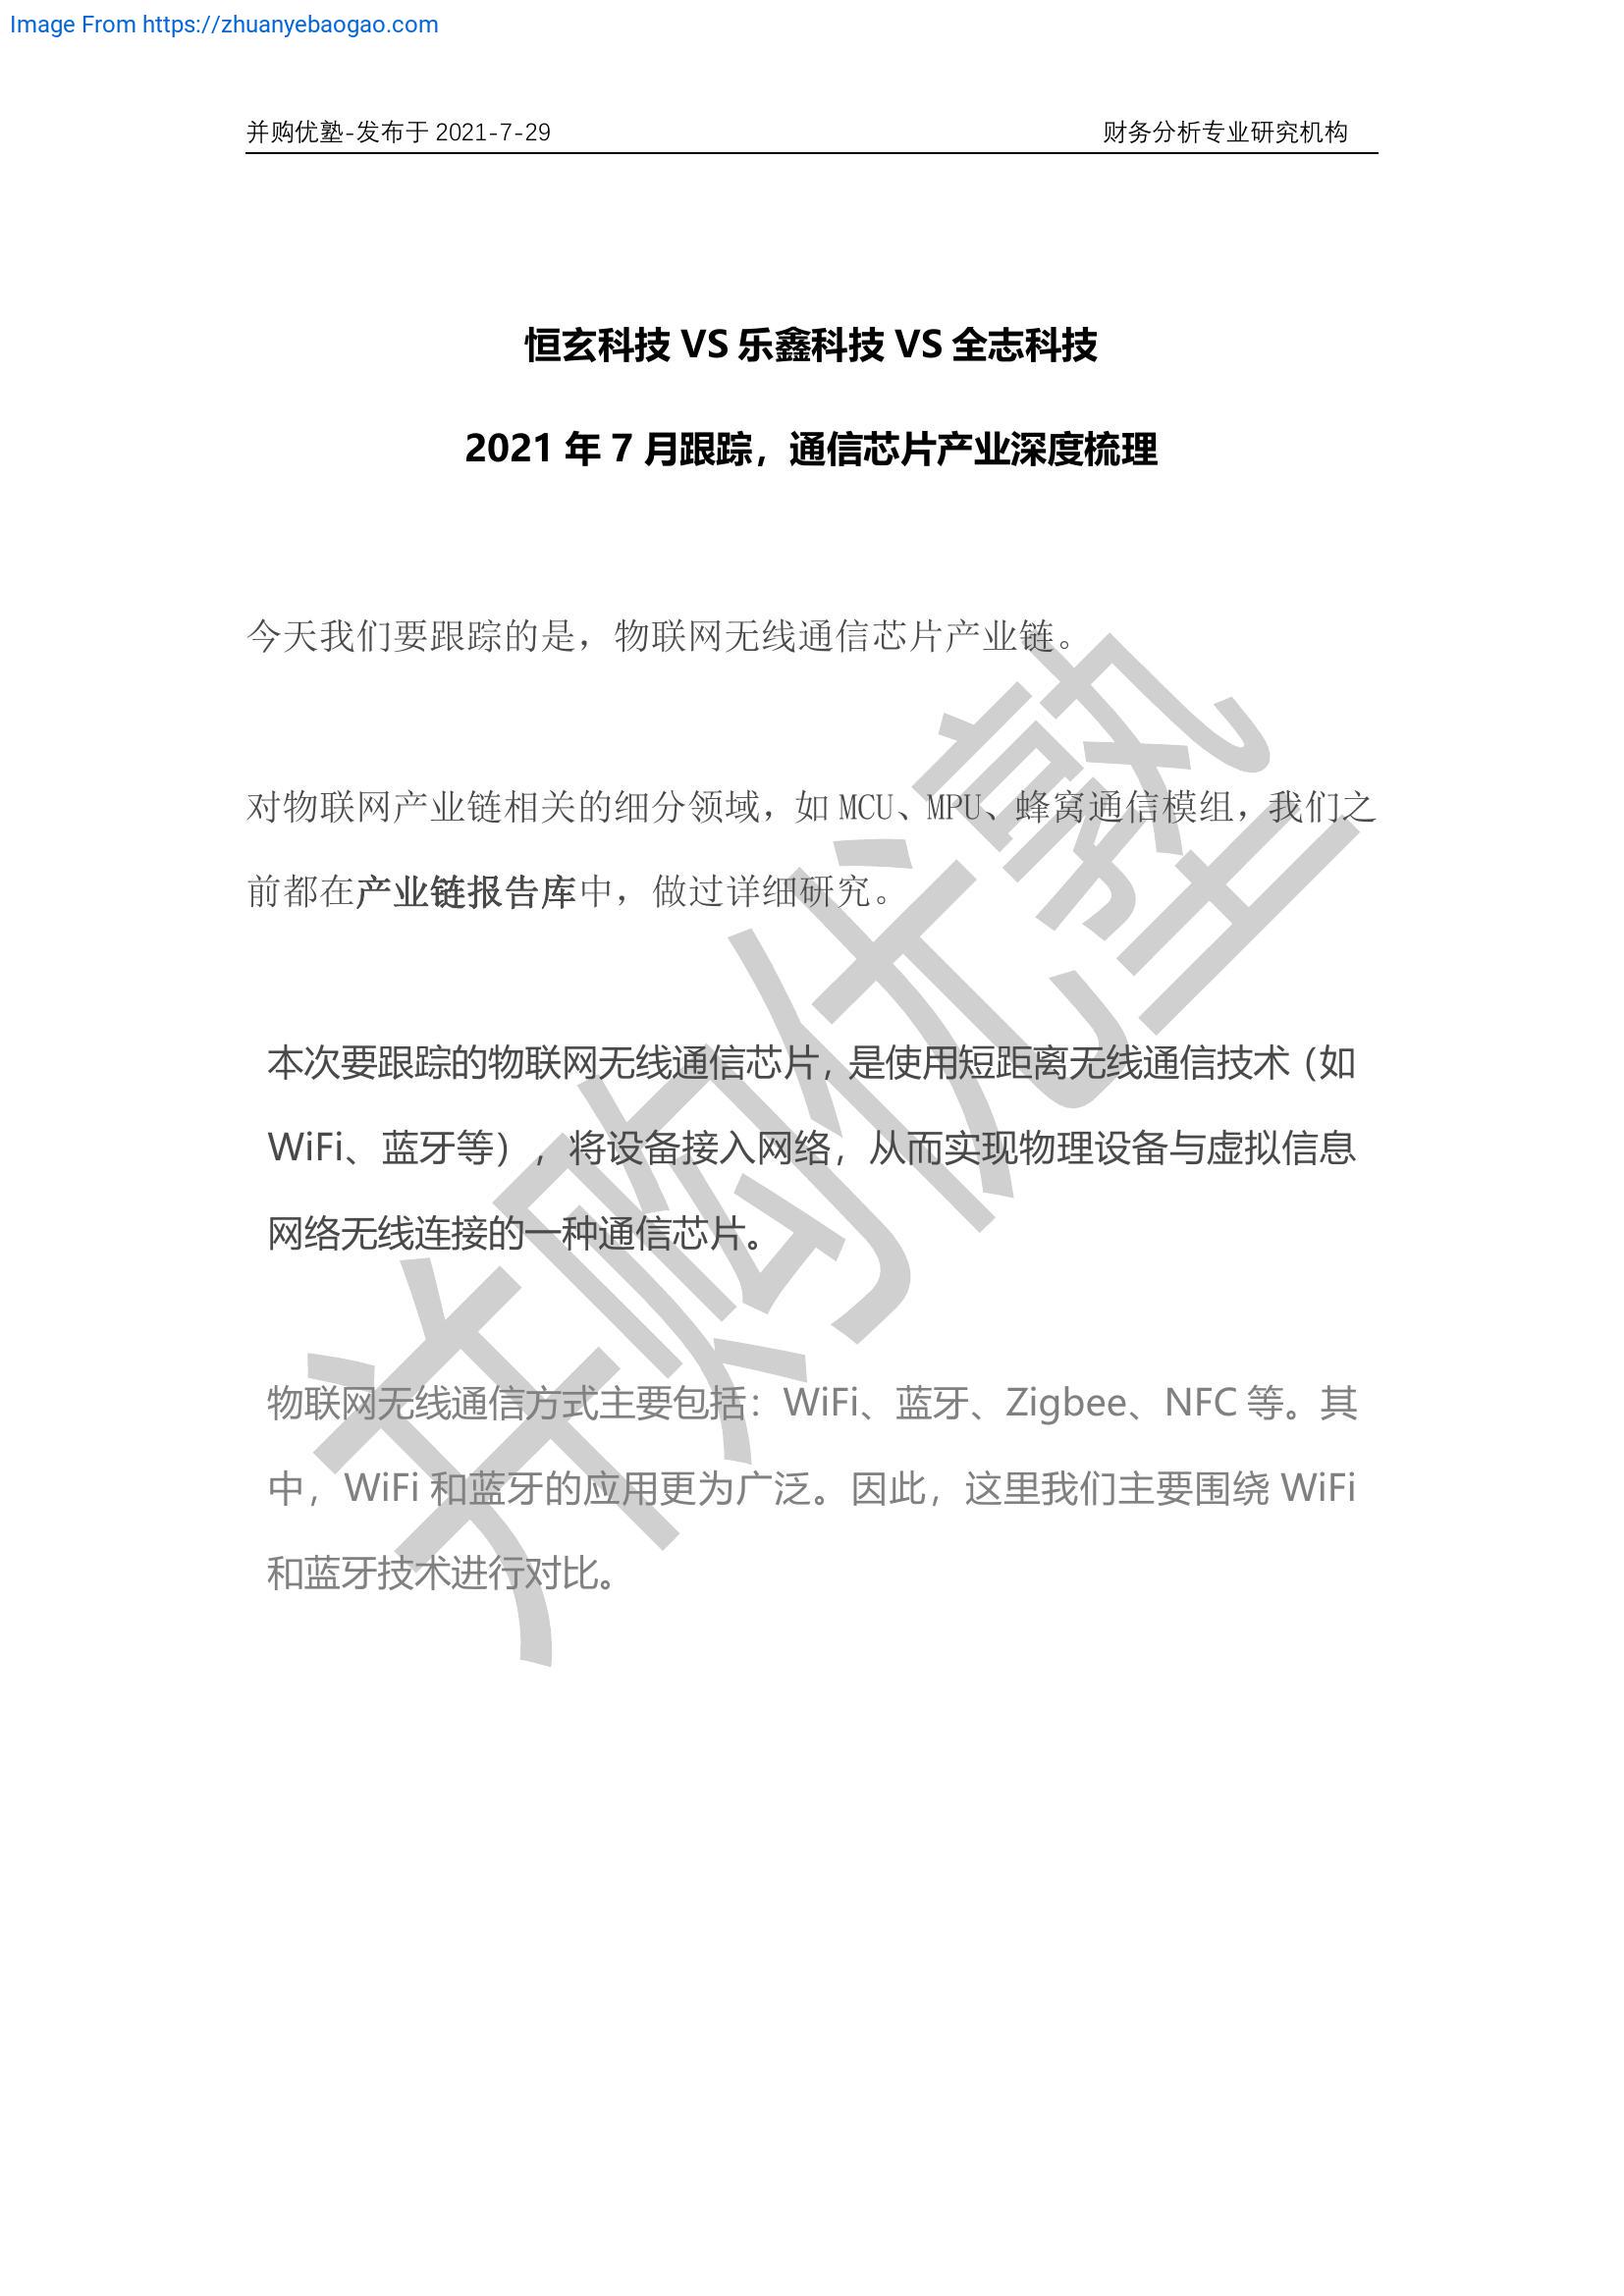 Image From https://zhuanyebaogao.com
并购优塾-发布于 2021-7-29 财务分析专业研究机构
恒玄科技 VS 乐鑫科技 VS 全志科技
2021 年 7 月跟踪，通信芯片产业深度梳理
今天我们要跟踪的是，物联网无线通信芯片产业链。
对物联网产业链相关的细分领域，如 MCU、MPU、蜂窝通信模组，我们之
前都在产业链报告库中，做过详细研究。
本次要跟踪的物联网无线通信芯片，是使用短距离无线通信技术（如
WiFi、蓝牙等），将设备接入网络，从而实现物理设备与虚拟信息
网络无线连接的一种通信芯片。
物联网无线通信方式主要包括：WiFi、蓝牙、Zigbee、NFC 等。其
中，WiFi 和蓝牙的应用更为广泛。因此，这里我们主要围绕 WiFi
和蓝牙技术进行对比。
并购优塾